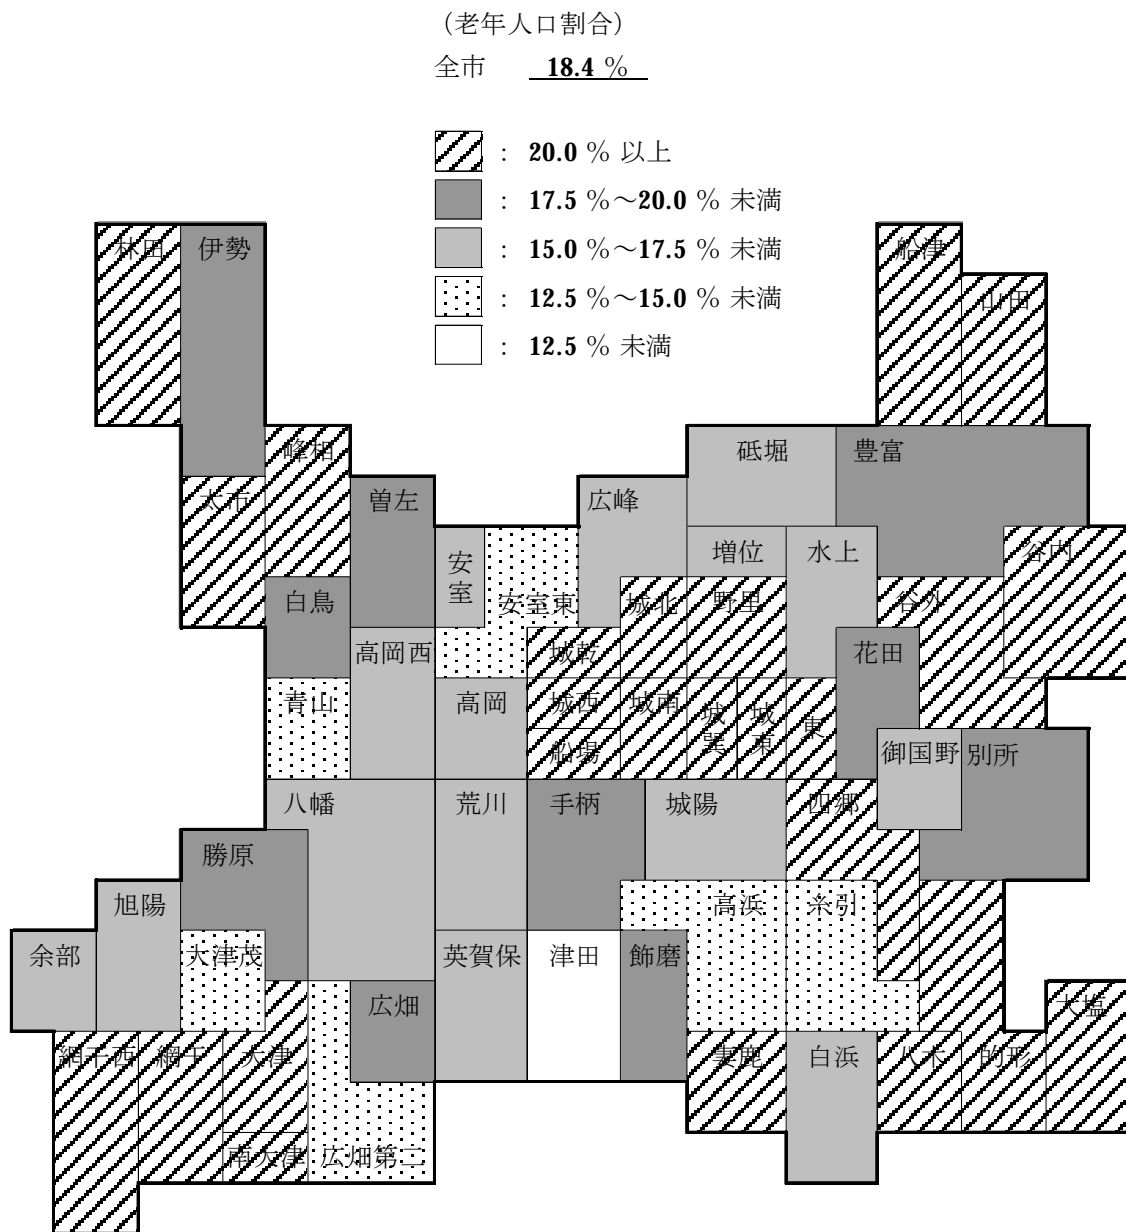 (老年人口割合)
全市 18.4 %
: 20.0 % 以上
: 17.5 %～20.0 % 未満
: 15.0 %～17.5 % 未満
: 12.5 %～15.0 % 未満
: 12.5 % 未満
林田 伊勢 船津
山田
峰相 砥堀 豊富
太市 曽左 広峰
安室 増位 水上 谷内
白鳥 安室東 城北 野里 谷外
高岡西 城乾 花田
青山 高岡 城西 城南 城巽 城東 東
船場 御国野 別所
八幡 荒川 手柄 城陽 四郷
勝原
旭陽 高浜 糸引
余部 大津茂 英賀保 津田 飾磨
広畑 大塩
網干西 網干 大津 妻鹿 白浜 八木 的形
南大津 広畑第二